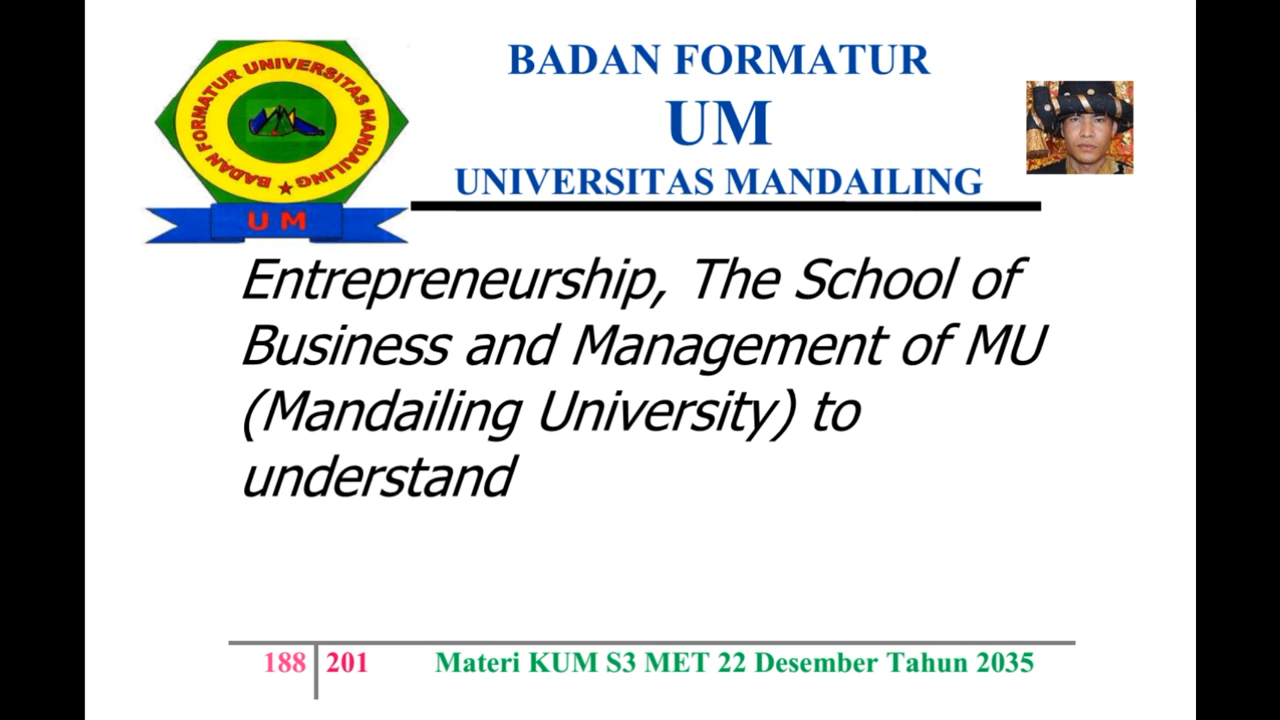 BADAN FORMATUR UNIVERSITAS MANDAILING
U M
BADAN FORMATUR
UM
UNIVERSITAS MANDAILING
Entrepreneurship, The School of
Business and Management of MU
(Mandailing University) to
understand
188 201 Materi KUM S3 MET 22 Desember Tahun 2035